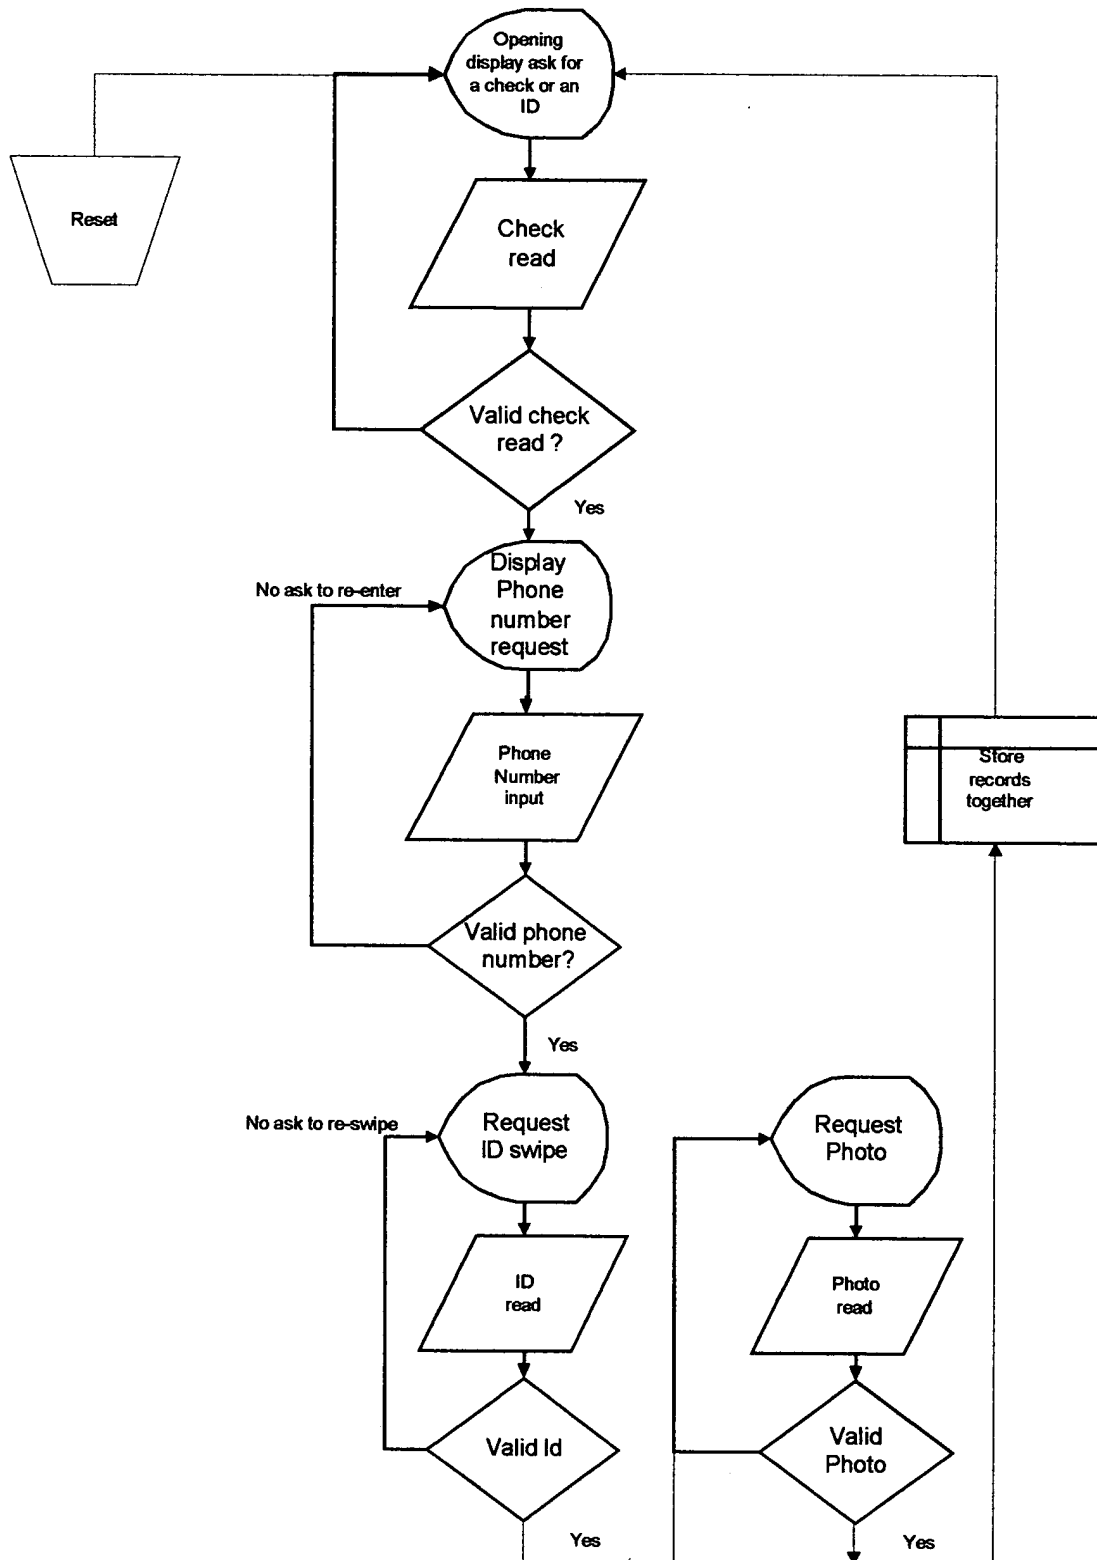 Opening
display ask for
a check or an
ID
Reset
Check
read
Valid check
read ?
Yes
Display
Phone
number
request
No ask to re-enter
Phone
Number
input
Store
records
together
Valid phone
number?
Yes
No ask to re-swipe
Request
ID swipe
Request
Photo
ID
read
Photo
read
Valid Id
Valid
Photo
Yes
Yes